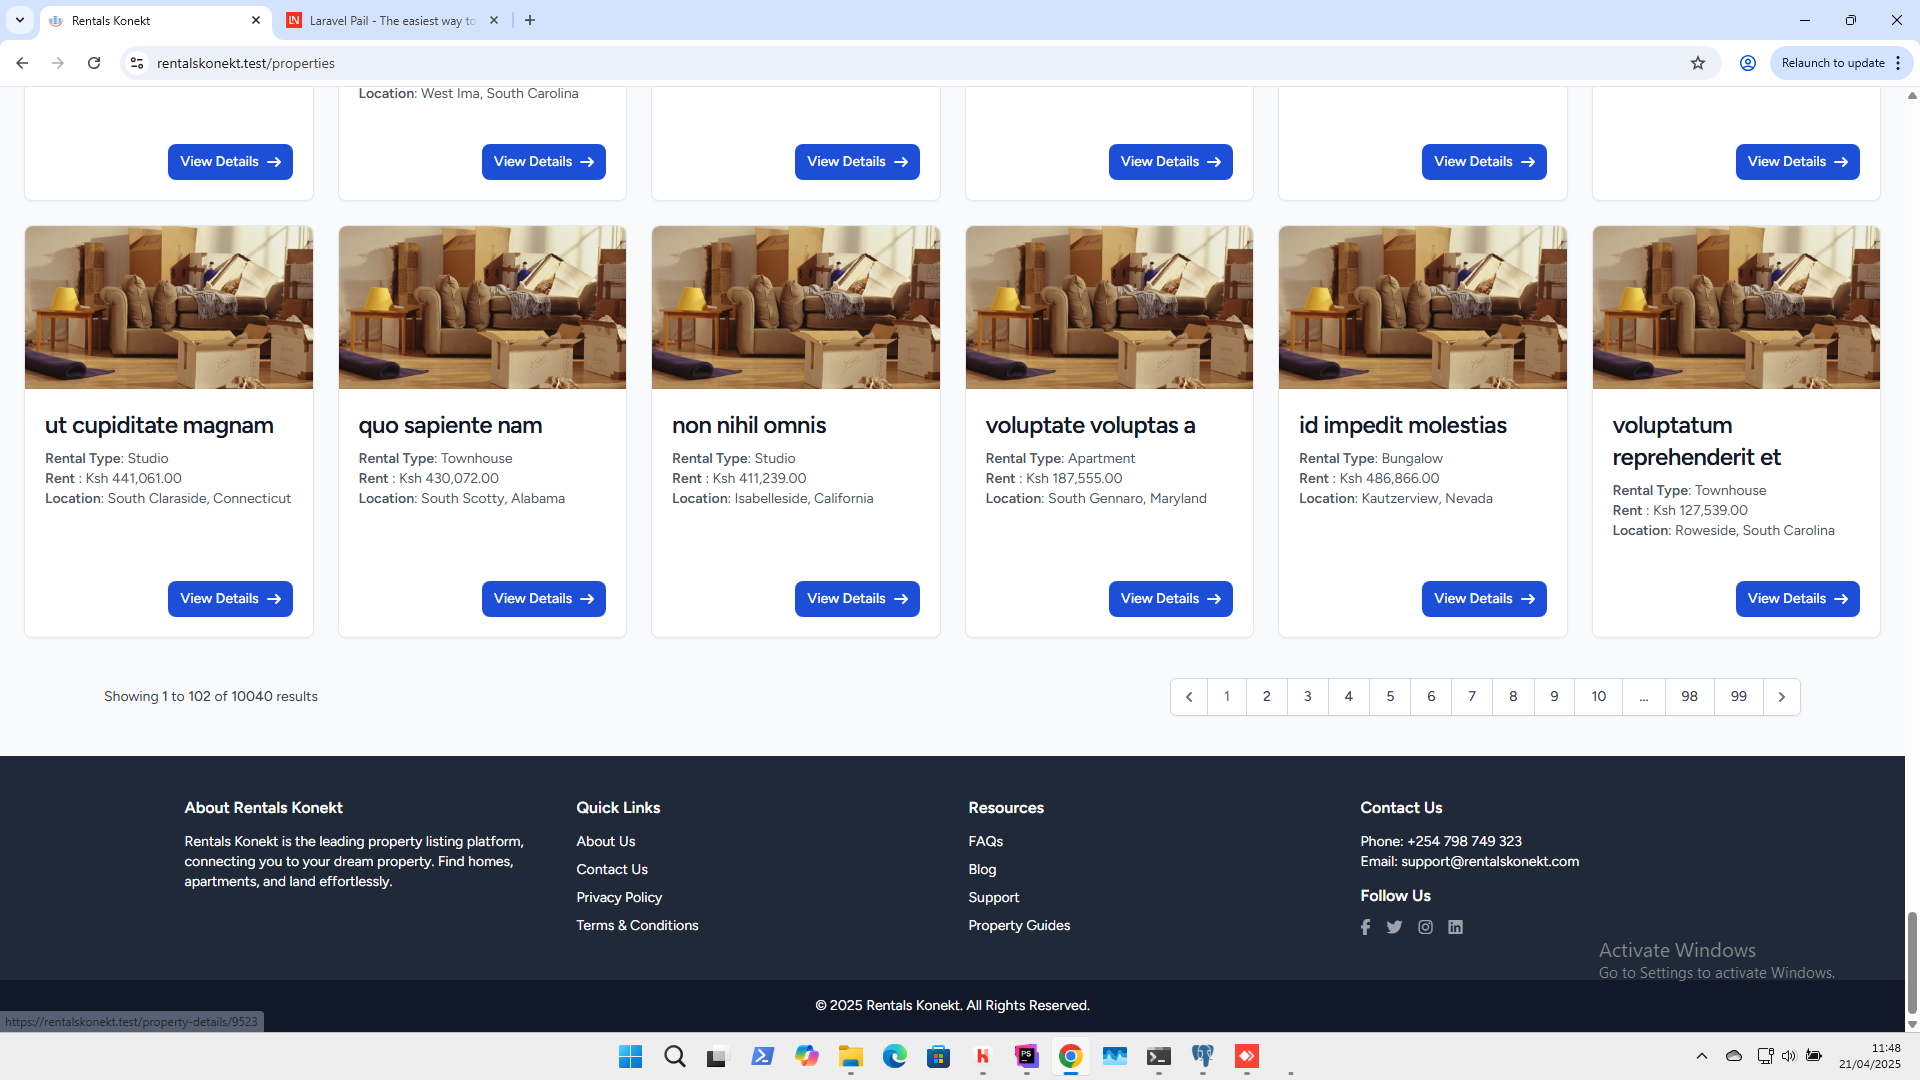 Rentals Konekt
Laravel Pail - The easiest way to
rentalskonekt.test/properties
Relaunch to update
Location: West Ima, South Carolina
View Details
View Details
View Details
View Details
View Details
View Details
ut cupiditate magnam
Rental Type: Studio
Rent : Ksh 441,061.00
Location: South Claraside, Connecticut
View Details
quo sapiente nam
Rental Type: Townhouse
Rent : Ksh 430,072.00
Location: South Scotty, Alabama
View Details
non nihil omnis
Rental Type: Studio
Rent : Ksh 411,239.00
Location: Isabelleside, California
View Details
voluptate voluptas a
Rental Type: Apartment
Rent : Ksh 187,555.00
Location: South Gennaro, Maryland
View Details
id impedit molestias
Rental Type: Bungalow
Rent : Ksh 486,866.00
Location: Kautzerview, Nevada
View Details
voluptatum
reprehenderit et
Rental Type: Townhouse
Rent : Ksh 127,539.00
Location: Roweside, South Carolina
View Details
Showing 1 to 102 of 10040 results
1 2 3 4 5 6 7 8 9 10 ... 98 99
About Rentals Konekt
Rentals Konekt is the leading property listing platform,
connecting you to your dream property. Find homes,
apartments, and land effortlessly.
Quick Links
About Us
Contact Us
Privacy Policy
Terms & Conditions
Resources
FAQs
Blog
Support
Property Guides
Contact Us
Phone: +254 798 749 323
Email: support@rentalskonekt.com
Follow Us
Activate Windows
Go to Settings to activate Windows.
© 2025 Rentals Konekt. All Rights Reserved.
https://rentalskonekt.test/property-details/9523
11:48
21/04/2025